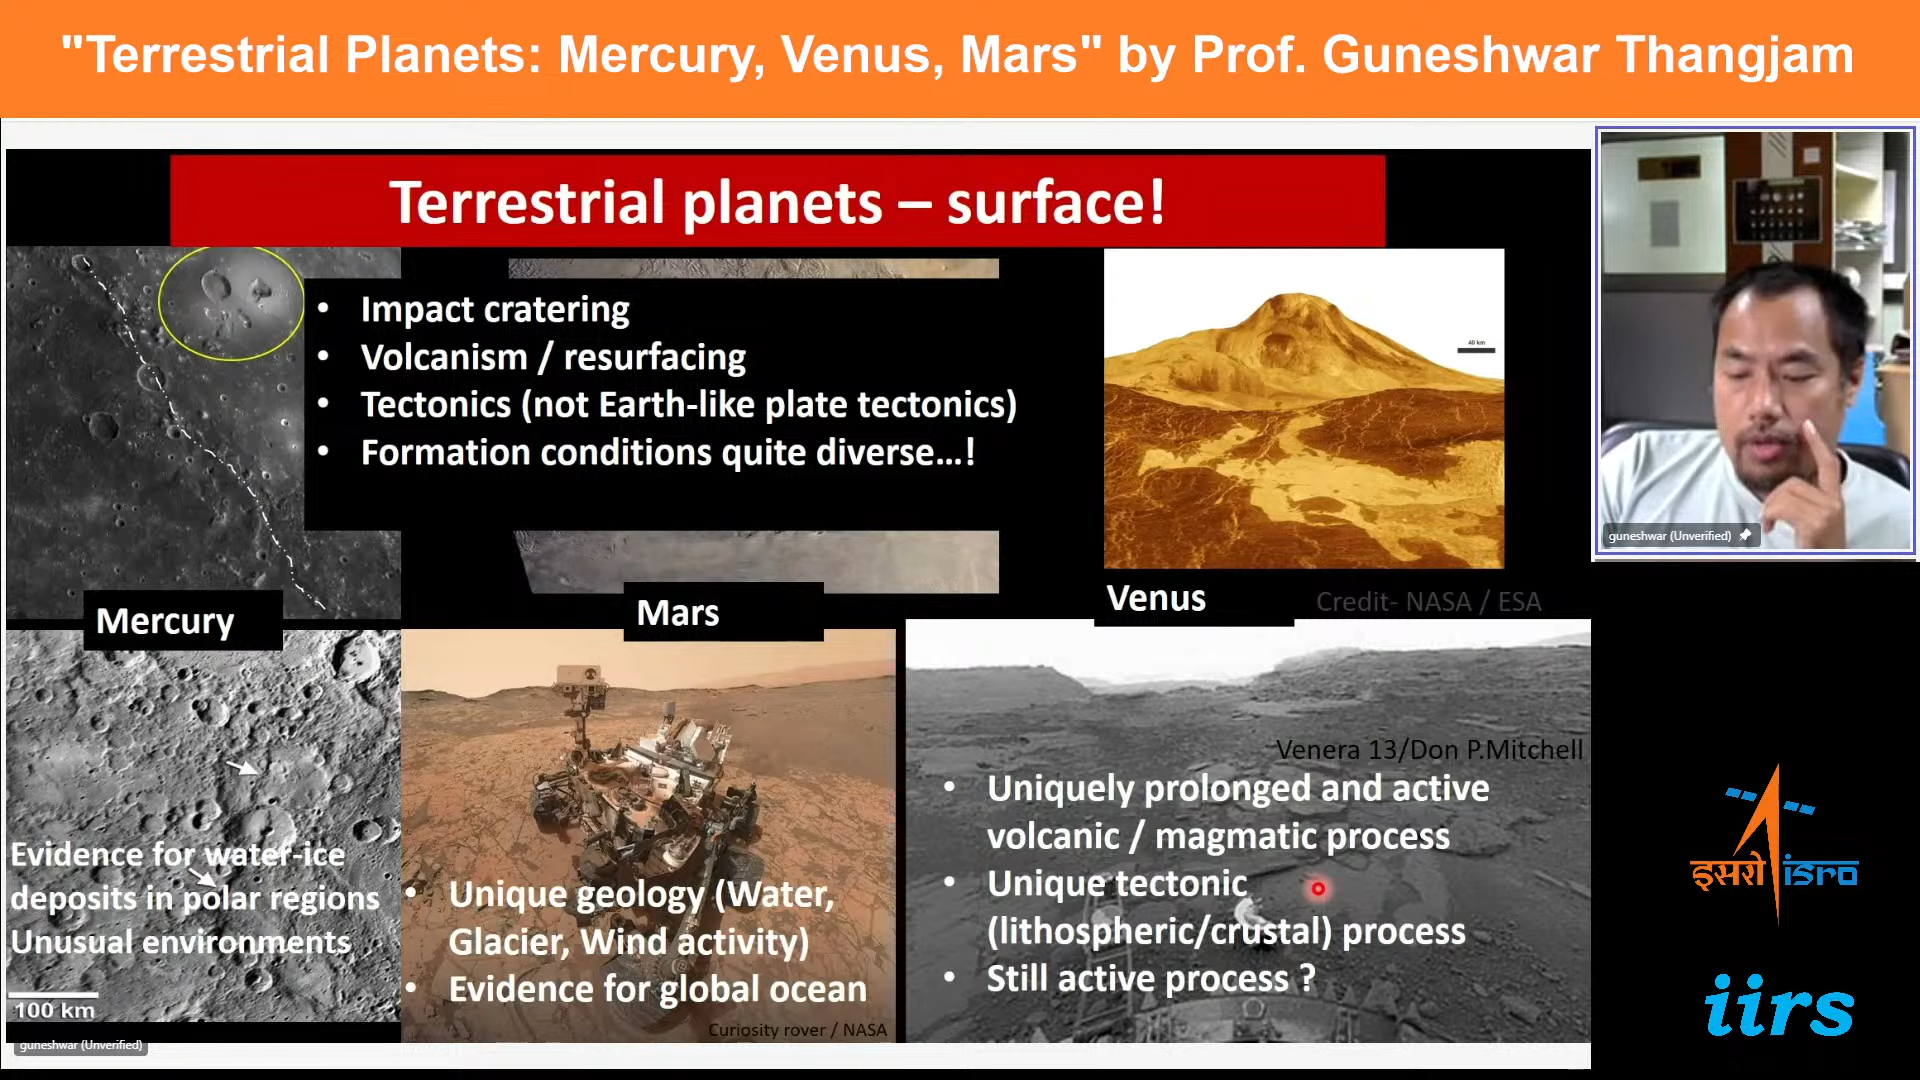 "Terrestrial Planets: Mercury, Venus, Mars" by Prof. Guneshwar Thangjam
Terrestrial planets – surface!
• Impact cratering
• Volcanism / resurfacing
• Tectonics (not Earth-like plate tectonics)
• Formation conditions quite diverse...!
40 km
guneshwar (Unverified)
Mercury
Mars
Venus
Credit- NASA / ESA
Evidence for water-ice
deposits in polar regions
Unusual environments
100 km
• Unique geology (Water,
Glacier, Wind activity)
• Evidence for global ocean
Curiosity rover / NASA
Venera 13/Don P.Mitchell
• Uniquely prolonged and active
volcanic / magmatic process
• Unique tectonic
(lithospheric/crustal) process
• Still active process ?
इसरो isro
iirs
guneshwar (Unverified)